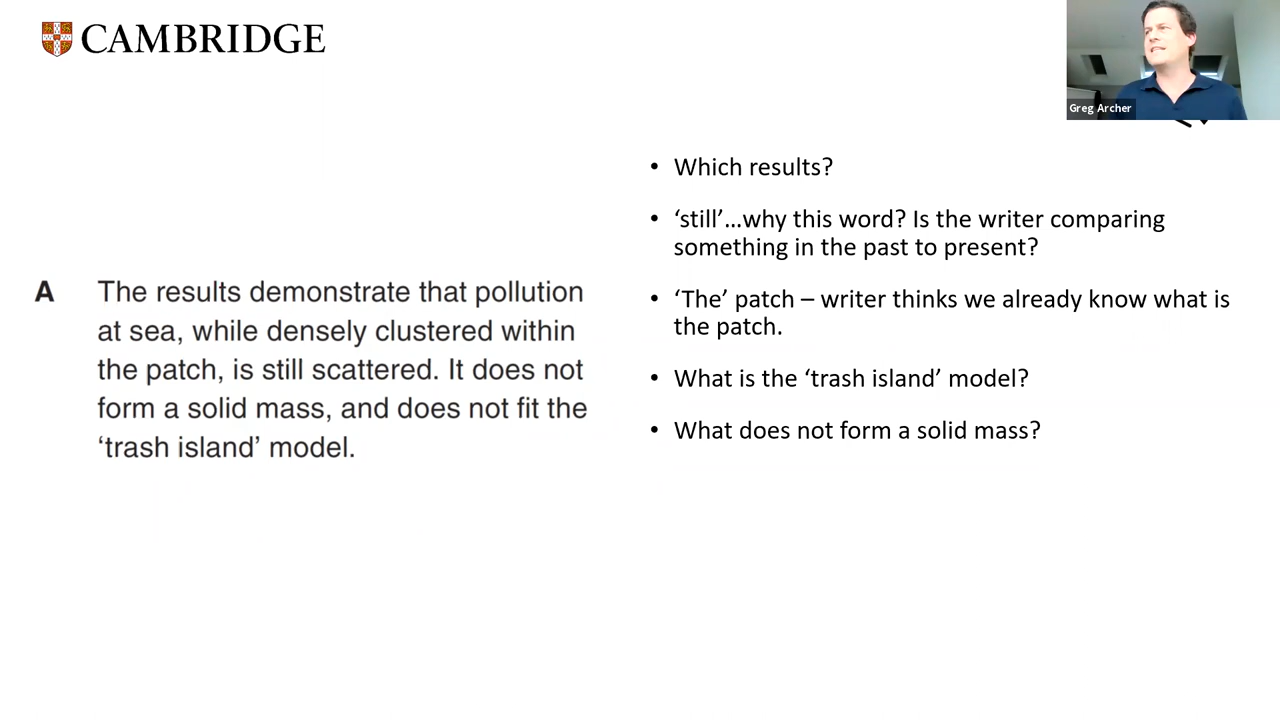 CAMBRIDGE
Greg Archer
• Which results?
• ‘still’...why this word? Is the writer comparing
something in the past to present?
• ‘The’ patch – writer thinks we already know what is
the patch.
• What is the ‘trash island’ model?
• What does not form a solid mass?
A The results demonstrate that pollution
at sea, while densely clustered within
the patch, is still scattered. It does not
form a solid mass, and does not fit the
‘trash island’ model.